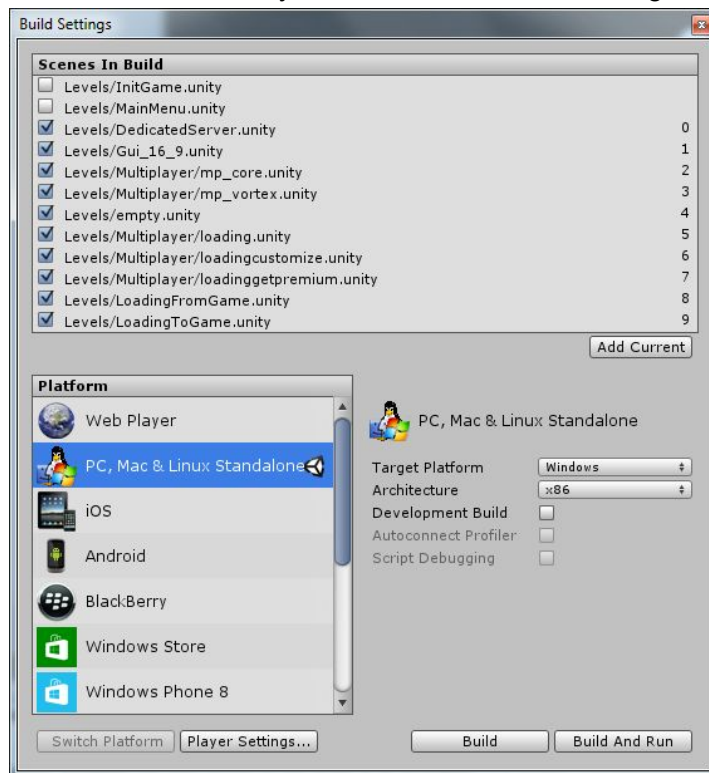 Build Settings
Scenes In Build
Levels/InitGame.unity
Levels/MainMenu.unity
Levels/DedicatedServer.unity 0
Levels/Gui_16_9.unity 1
Levels/Multiplayer/mp_core.unity 2
Levels/Multiplayer/mp_vortex.unity 3
Levels/empty.unity 4
Levels/Multiplayer/loading.unity 5
Levels/Multiplayer/loadingcustomize.unity 6
Levels/Multiplayer/loadinggetpremium.unity 7
Levels/LoadingFromGame.unity 8
Levels/LoadingToGame.unity 9
Add Current
Platform
Web Player
PC, Mac & Linux Standalone
iOS
Android
BlackBerry
Windows Store
Windows Phone 8
PC, Mac & Linux Standalone
Target Platform Windows
Architecture x86
Development Build
Autoconnect Profiler
Script Debugging
Switch Platform Player Settings... Build Build And Run